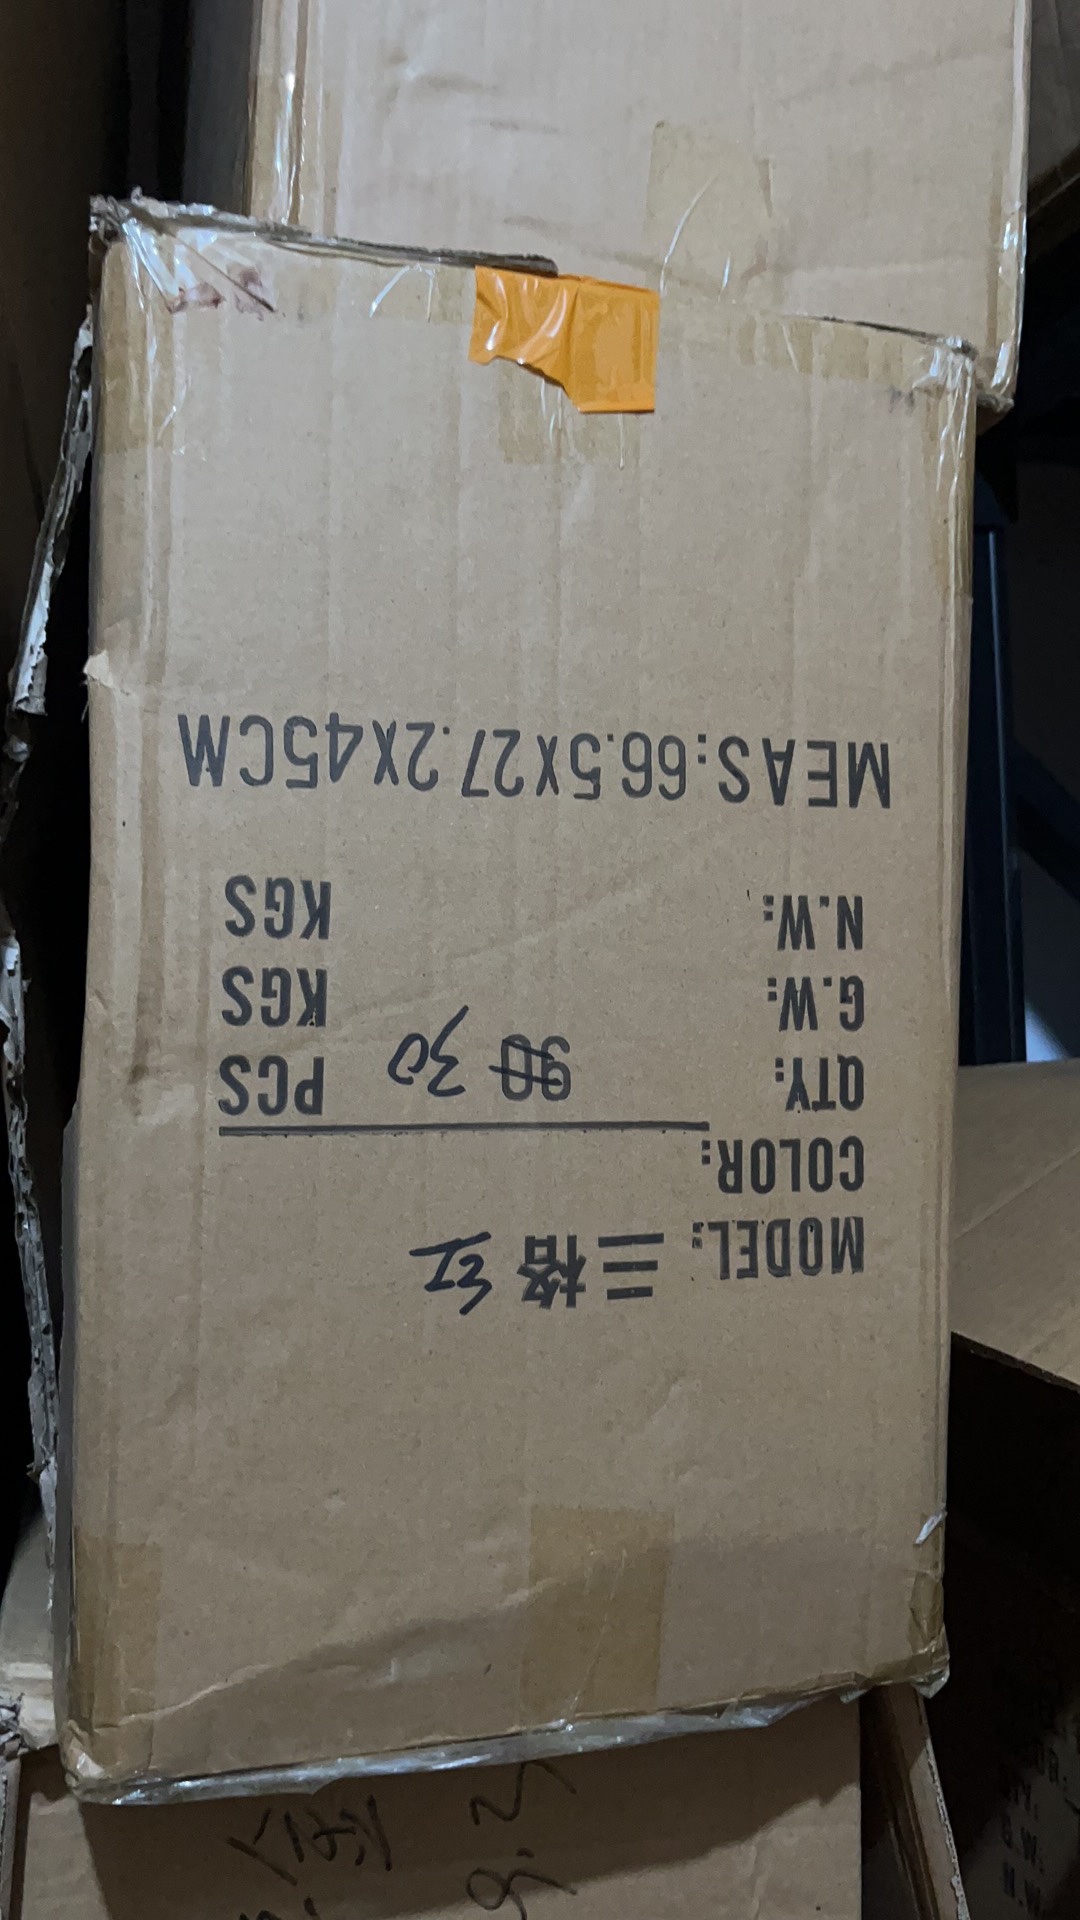 MODEL: 三格 红
COLOR:
QTY: 90 30 PCS
G.W: KGS
N.W: KGS
MEAS:66.5X27.2X45CM
G.W:
N.W: